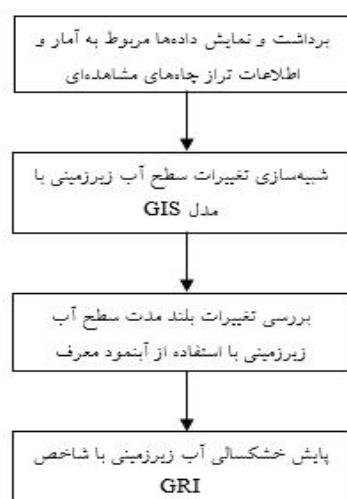 برداشت و نمایش داده‌ها مربوط به آمار و
اطلاعات تراز چاه‌های مشاهده‌ای
شبیه‌سازی تغییرات سطح آب زیرزمینی با
مدل GIS
بررسی تغییرات بلند مدت سطح آب
زیرزمینی با استفاده از آبنمود معرف
پایش خشکسالی آب زیرزمینی با شاخص
GRI